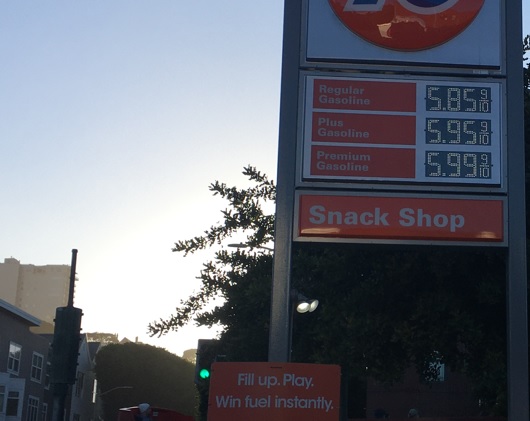 76
Regular
Gasoline
5.85 9/10
Plus
Gasoline
5.95 9/10
Premium
Gasoline
5.99 9/10
Snack Shop
Fill up. Play.
Win fuel instantly.